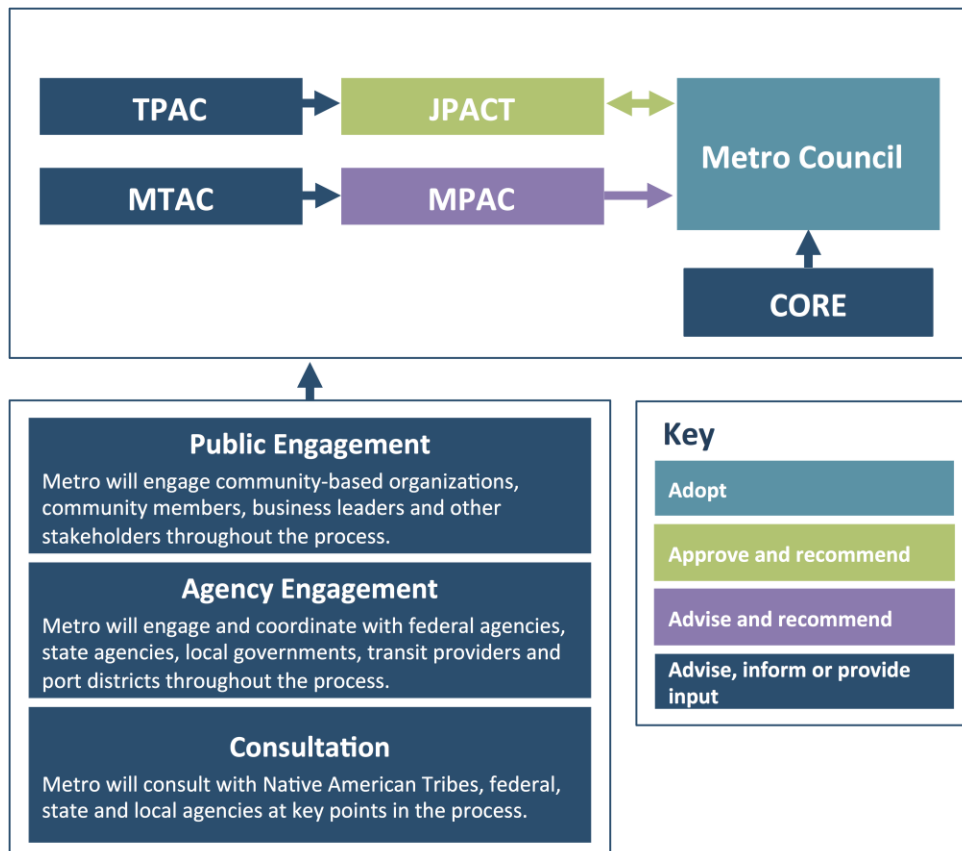 TPAC
JPACT
Metro Council
MTAC
MPAC
CORE
Public Engagement
Metro will engage community-based organizations,
community members, business leaders and other
stakeholders throughout the process.
Agency Engagement
Metro will engage and coordinate with federal agencies,
state agencies, local governments, transit providers and
port districts throughout the process.
Consultation
Metro will consult with Native American Tribes, federal,
state and local agencies at key points in the process.
Key
Adopt
Approve and recommend
Advise and recommend
Advise, inform or provide
input